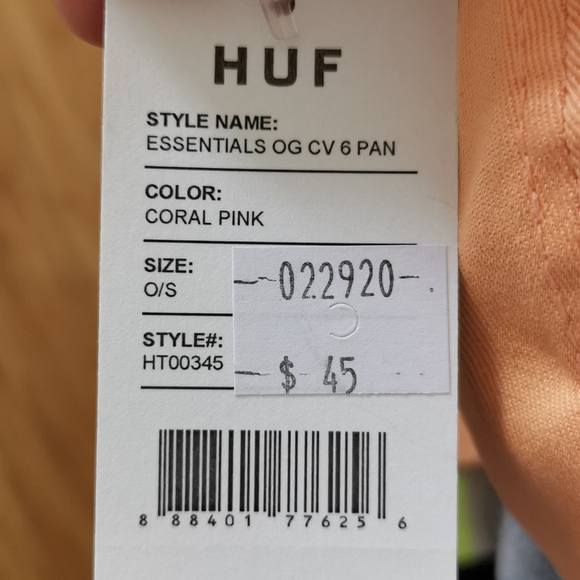 HUF
STYLE NAME:
ESSENTIALS OG CV 6 PAN
COLOR:
CORAL PINK
SIZE:
O/S
022920
STYLE#:
HT00345
$ 45
8 88401 77625 6